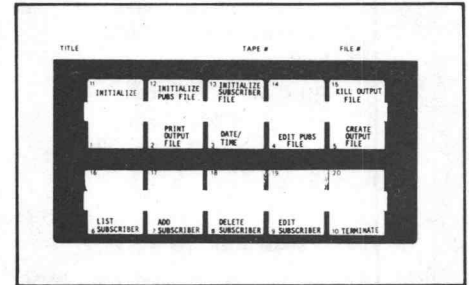 TITLE TAPE # FILE #
11 12 13 14 15
INITIALIZE INITIALIZE PUBS FILE INITIALIZE SUBSCRIBER FILE KILL OUTPUT FILE
PRINT OUTPUT FILE DATE/ TIME EDIT PUBS FILE CREATE OUTPUT FILE
1 2 3 4 5
16 17 18 19 20
LIST SUBSCRIBER ADD SUBSCRIBER DELETE SUBSCRIBER EDIT SUBSCRIBER TERMINATE
6 7 8 9 10